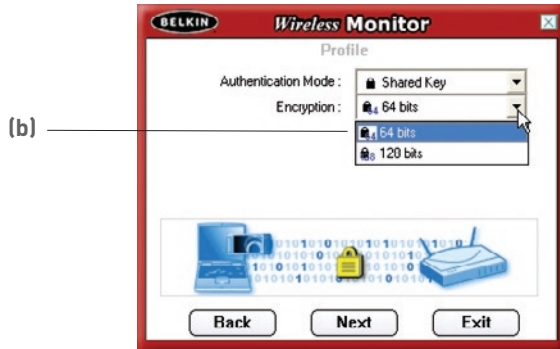 BELKIN Wireless Monitor
Profile
Authentication Mode : Shared Key
Encryption : 64 bits
(b)
64 bits
120 bits
Back Next Exit